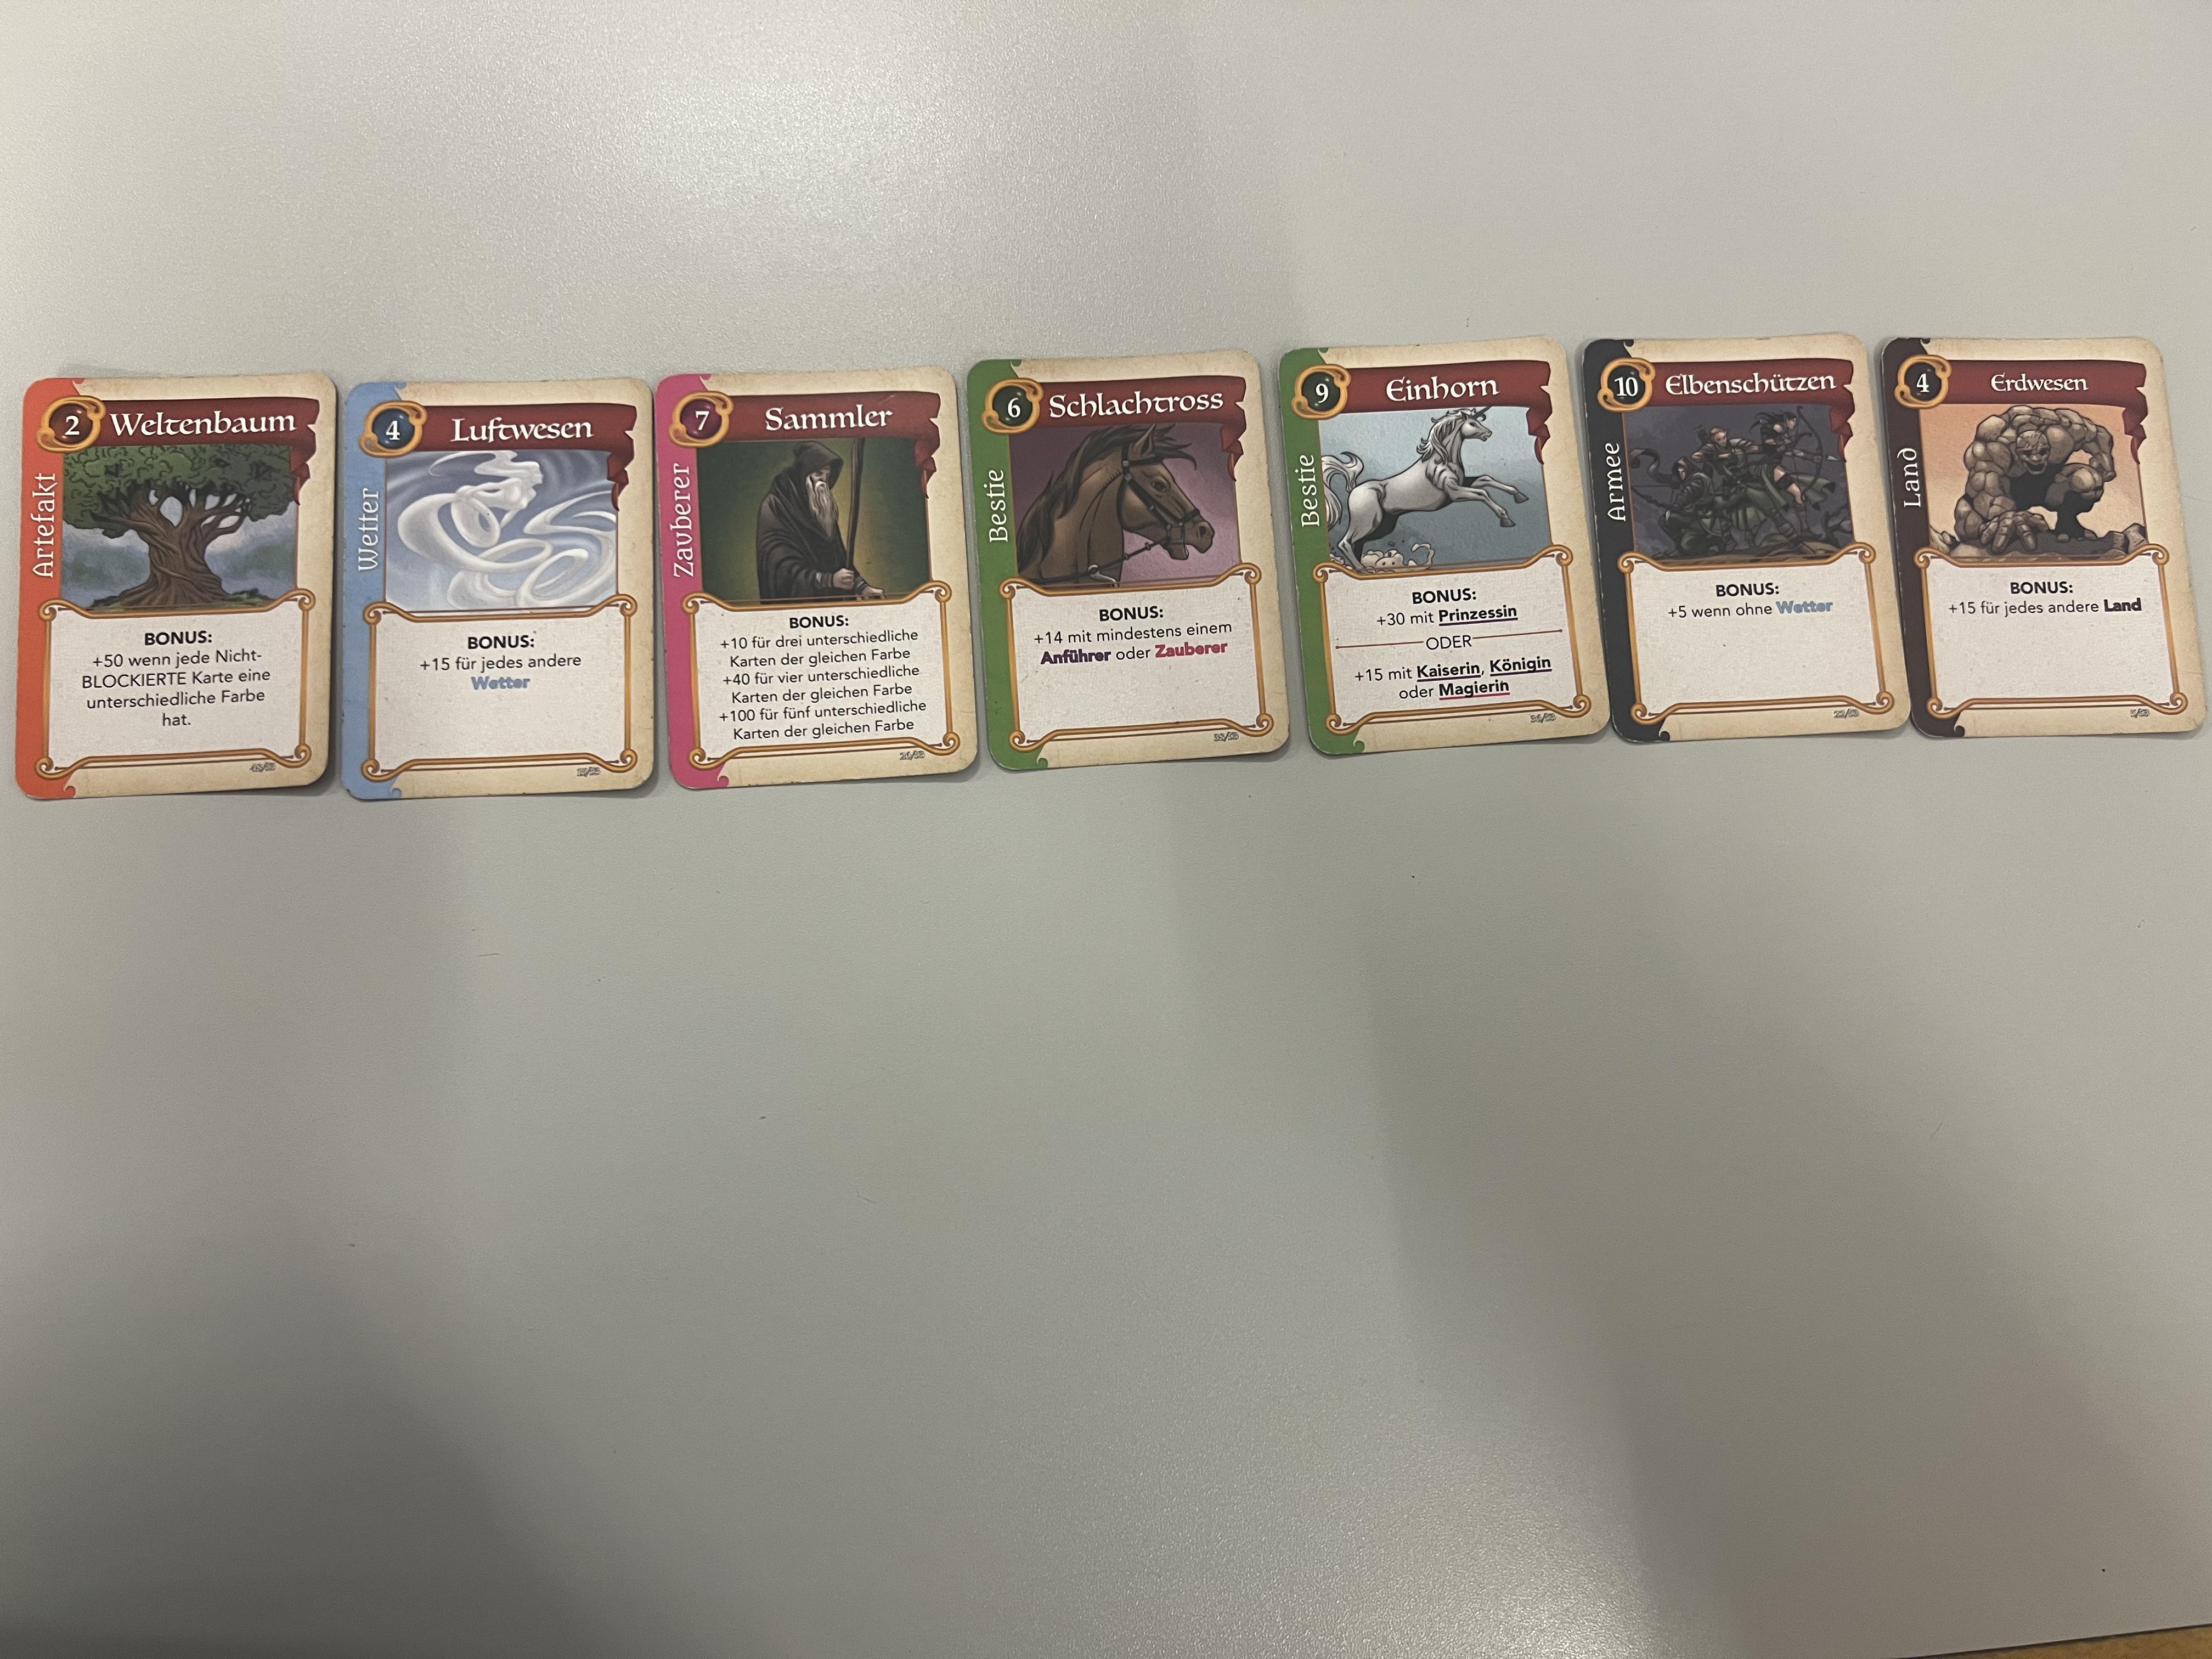 Artefakt
2 Weltenbaum
BONUS:
+50 wenn jede Nicht-
BLOCKIERTE Karte eine
unterschiedliche Farbe
hat.
Wetter
4 Luftwesen
BONUS:
+15 für jedes andere
Wetter
Zauberer
7 Sammler
BONUS:
+10 für drei unterschiedliche
Karten der gleichen Farbe
+40 für vier unterschiedliche
Karten der gleichen Farbe
+100 für fünf unterschiedliche
Karten der gleichen Farbe
Bestie
6 Schlachtross
BONUS:
+14 mit mindestens einem
Anführer oder Zauberer
Bestie
9 Einhorn
BONUS:
+30 mit Prinzessin
ODER
+15 mit Kaiserin, Königin
oder Magierin
Armee
10 Elbenschützen
BONUS:
+5 wenn ohne Wetter
Land
4 Erdwesen
BONUS:
+15 für jedes andere Land